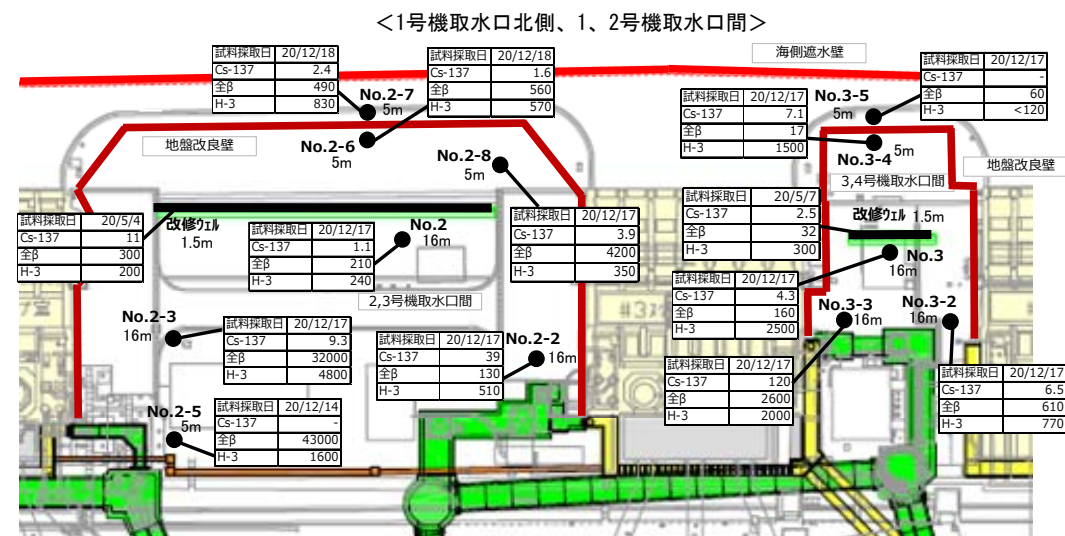 ＜1号機取水口北側、1、2号機取水口間＞
海側遮水壁
試料採取日 20/12/18
Cs-137 2.4
全β 490
H-3 830
No.2-7
5m
試料採取日 20/12/18
Cs-137 1.6
全β 560
H-3 570
No.2-6
5m
試料採取日 20/12/17
Cs-137 -
全β 60
H-3 <120
No.3-5
5m
試料採取日 20/12/17
Cs-137 7.1
全β 17
H-3 1500
No.3-4
5m
地盤改良壁
地盤改良壁
3,4号機取水口間
No.2-8
5m
試料採取日 20/12/17
Cs-137 3.9
全β 4200
H-3 350
試料採取日 20/5/4
Cs-137 11
全β 300
H-3 200
改修ｳｪﾙ
1.5m
試料採取日 20/12/17
Cs-137 1.1
全β 210
H-3 240
No.2
16m
試料採取日 20/5/7
Cs-137 2.5
全β 32
H-3 300
改修ｳｪﾙ 1.5m
試料採取日 20/12/17
Cs-137 4.3
全β 160
H-3 2500
No.3
16m
2,3号機取水口間
No.2-3
16m
試料採取日 20/12/17
Cs-137 9.3
全β 32000
H-3 4800
試料採取日 20/12/17
Cs-137 39
全β 130
H-3 510
No.2-2
16m
#3
No.3-3
16m
試料採取日 20/12/17
Cs-137 120
全β 2600
H-3 2000
No.3-2
16m
試料採取日 20/12/17
Cs-137 6.5
全β 610
H-3 770
No.2-5
5m
試料採取日 20/12/14
Cs-137 -
全β 43000
H-3 1600